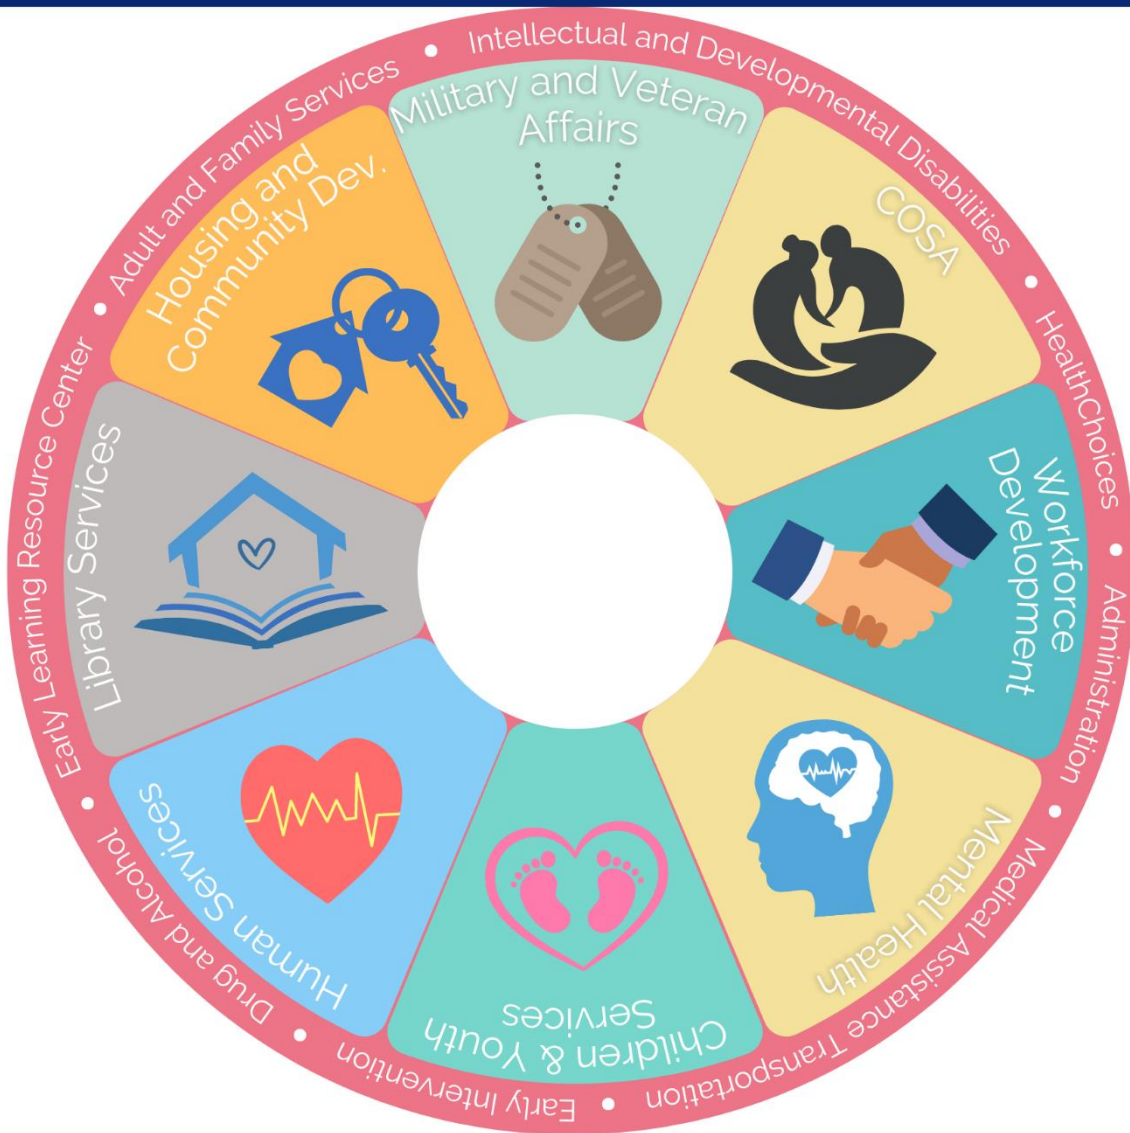 Intellectual and Developmental Disabilities
HealthChoices
Administration
Medical Assistance Transportation
Early Intervention
Drug and Alcohol
Early Learning Resource Center
Adult and Family Services
Military and Veteran
Affairs
COSA
Workforce
Development
Mental Health
Children & Youth
Services
Human Services
Library Services
Housing and
Community Dev.